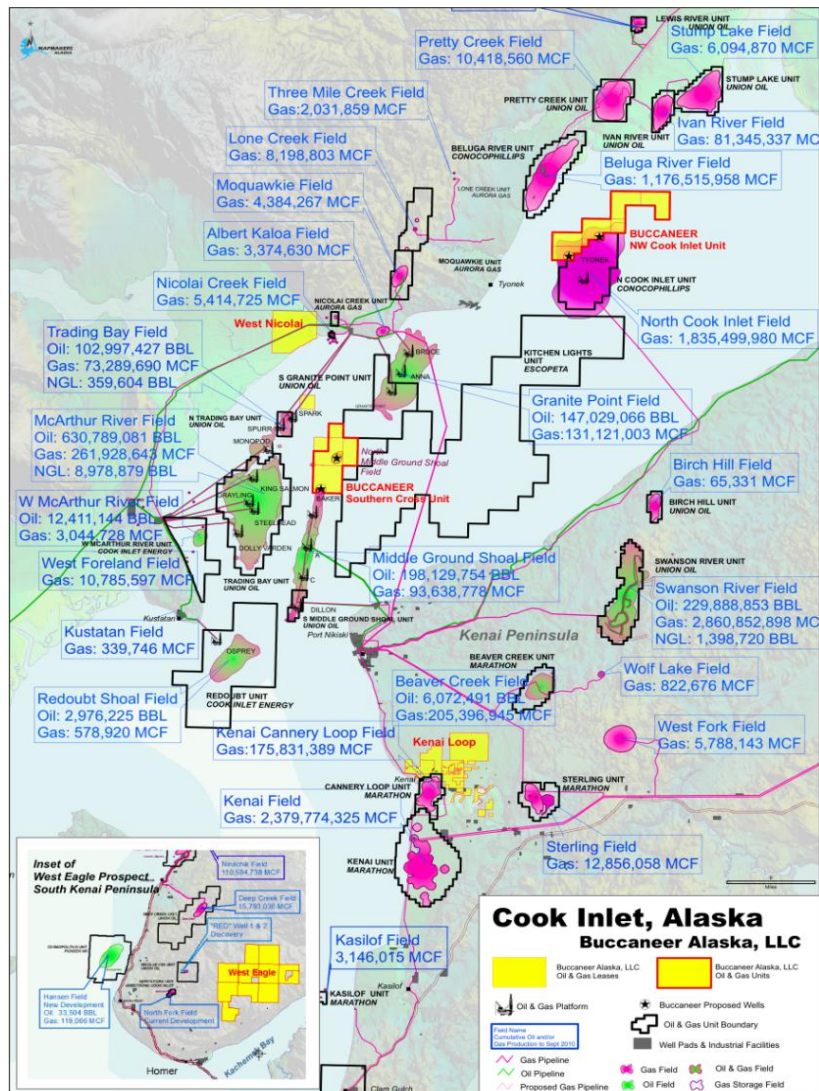 MAPMAKERS
ALASKA
LEWIS RIVER UNIT
UNION OIL
Pretty Creek Field
Gas: 10,418,560 MCF
Stump Lake Field
Gas: 6,094,870 MCF
STUMP LAKE UNIT
UNION OIL
Three Mile Creek Field
Gas:2,031,859 MCF
PRETTY CREEK UNIT
UNION OIL
IVAN RIVER UNIT
UNION OIL
Ivan River Field
Gas: 81,345,337 MCF
Lone Creek Field
Gas: 8,198,803 MCF
BELUGA RIVER UNIT
CONOCOPHILLIPS
Beluga River Field
Gas: 1,176,515,958 MCF
LONE CREEK UNIT
AURORA GAS
Moquawkie Field
Gas: 4,384,267 MCF
BUCCANEER
NW Cook Inlet Unit
Albert Kaloa Field
Gas: 3,374,630 MCF
MOQUAWKIE UNIT
AURORA GAS
Tyonek
TYONEK
N COOK INLET UNIT
CONOCOPHILLIPS
Nicolai Creek Field
Gas: 5,414,725 MCF
NICOLAI CREEK UNIT
AURORA GAS
North Cook Inlet Field
Gas: 1,835,499,980 MCF
West Nicolai
Trading Bay Field
Oil: 102,997,427 BBL
Gas: 73,289,690 MCF
NGL: 359,604 BBL
BRUCE
ANNA
KITCHEN LIGHTS
UNIT
ESCOPETA
S GRANITE POINT UNIT
UNION OIL
Granite Point Field
Oil: 147,029,066 BBL
Gas:131,121,003 MCF
N TRADING BAY UNIT
UNION OIL
SPARK
SPURR
MONOPOD
McArthur River Field
Oil: 630,789,081 BBL
Gas: 261,928,643 MCF
NGL: 8,978,879 BBL
North
Middle Ground Shoal
Field
KING SALMON
GRAYLING
STEELHEAD
DOLLY VARDEN
BAKER
BUCCANEER
Southern Cross Unit
Birch Hill Field
Gas: 65,331 MCF
BIRCH HILL UNIT
UNION OIL
W McArthur River Field
Oil: 12,411,144 BBL
Gas: 3,044,728 MCF
W MCARTHUR RIVER UNIT
COOK INLET ENERGY
West Foreland Field
Gas: 10,785,597 MCF
TRADING BAY UNIT
UNION OIL
A
C
Middle Ground Shoal Field
Oil: 198,129,754 BBL
Gas: 93,638,778 MCF
SWANSON RIVER UNIT
UNION OIL
Swanson River Field
Oil: 229,888,853 BBL
Gas: 2,860,852,898 MCF
NGL: 1,398,720 BBL
DILLON
S MIDDLE GROUND SHOAL UNIT
UNION OIL
Port Nikiski
Kenai Peninsula
Kustatan
Kustatan Field
Gas: 339,746 MCF
OSPREY
REDOUBT UNIT
COOK INLET ENERGY
Redoubt Shoal Field
Oil: 2,976,225 BBL
Gas: 578,920 MCF
BEAVER CREEK UNIT
MARATHON
Beaver Creek Field
Oil: 6,072,491 BBL
Gas:205,396,945 MCF
Wolf Lake Field
Gas: 822,676 MCF
Kenai Cannery Loop Field
Gas:175,831,389 MCF
Kenai Loop
West Fork Field
Gas: 5,788,143 MCF
Kenai
CANNERY LOOP UNIT
MARATHON
STERLING UNIT
MARATHON
Kenai Field
Gas: 2,379,774,325 MCF
Sterling Field
Gas: 12,856,058 MCF
KENAI UNIT
MARATHON
Kasilof Field
3,146,015 MCF
KASILOF UNIT
MARATHON
Kasilof
Clam Gulch
Miles
Inset of
West Eagle Prospect
South Kenai Peninsula
Ninilchik Field
Deep Creek Field
"RED" Well 1 & 2
Discovery
West Eagle
Hansen Field
New Development
North Fork Field
Current Development
Homer
Kachemak Bay
Cook Inlet, Alaska
Buccaneer Alaska, LLC
Buccaneer Alaska, LLC
Oil & Gas Leases
Buccaneer Alaska, LLC
Oil & Gas Units
Oil & Gas Platform
Buccaneer Proposed Wells
Field Name
Cumulative Oil and/or
Gas Production to Sept 2010
Oil & Gas Unit Boundary
Well Pads & Industrial Facilities
Gas Pipeline
Oil Pipeline
Proposed Gas Pipeline
Gas Field
Oil & Gas Field
Oil Field
Gas Storage Field